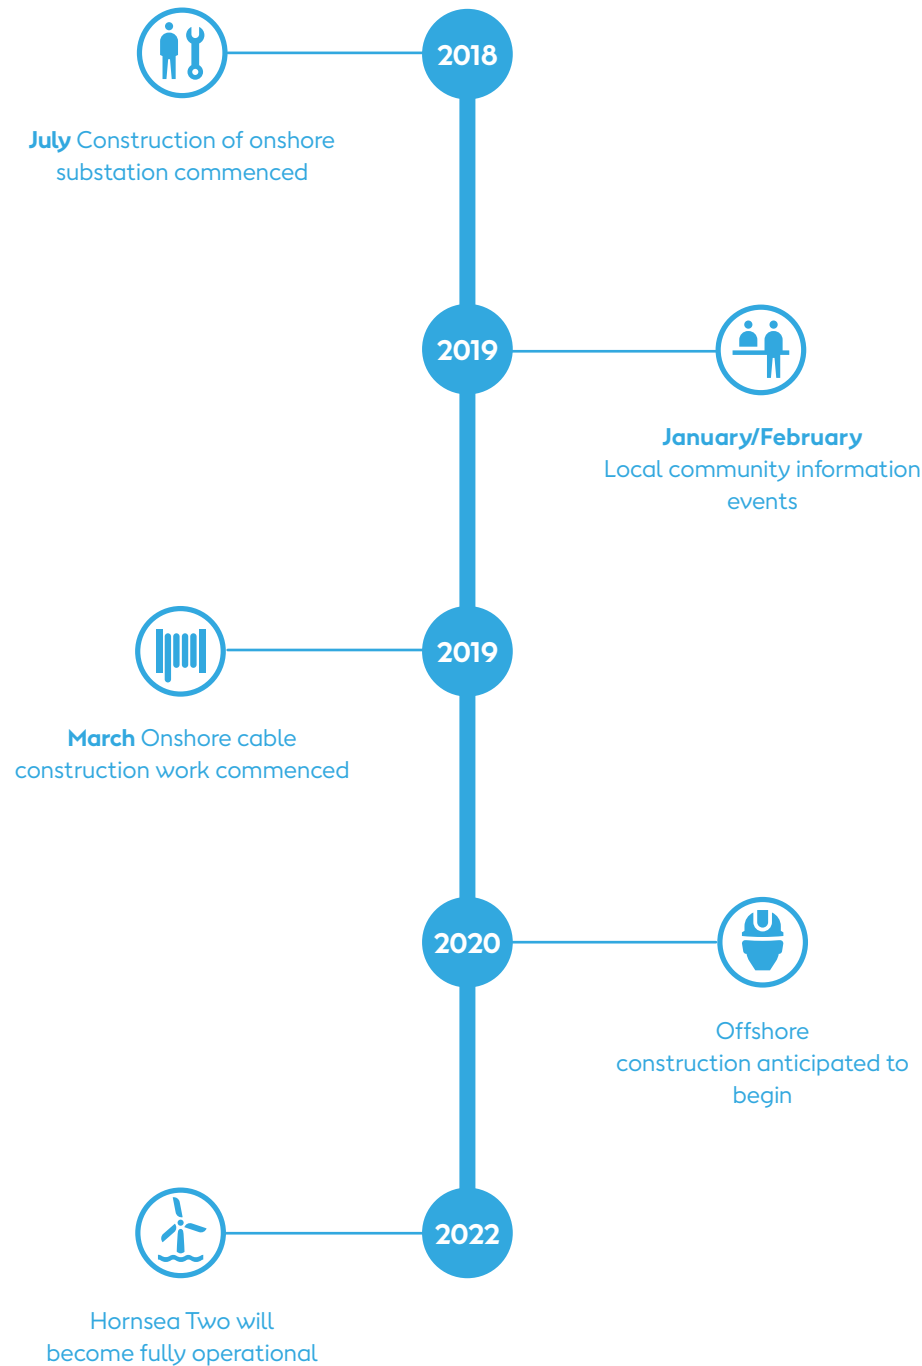 2018
July Construction of onshore
substation commenced
2019
January/February
Local community information
events
2019
March Onshore cable
construction work commenced
2020
Offshore
construction anticipated to
begin
2022
Hornsea Two will
become fully operational